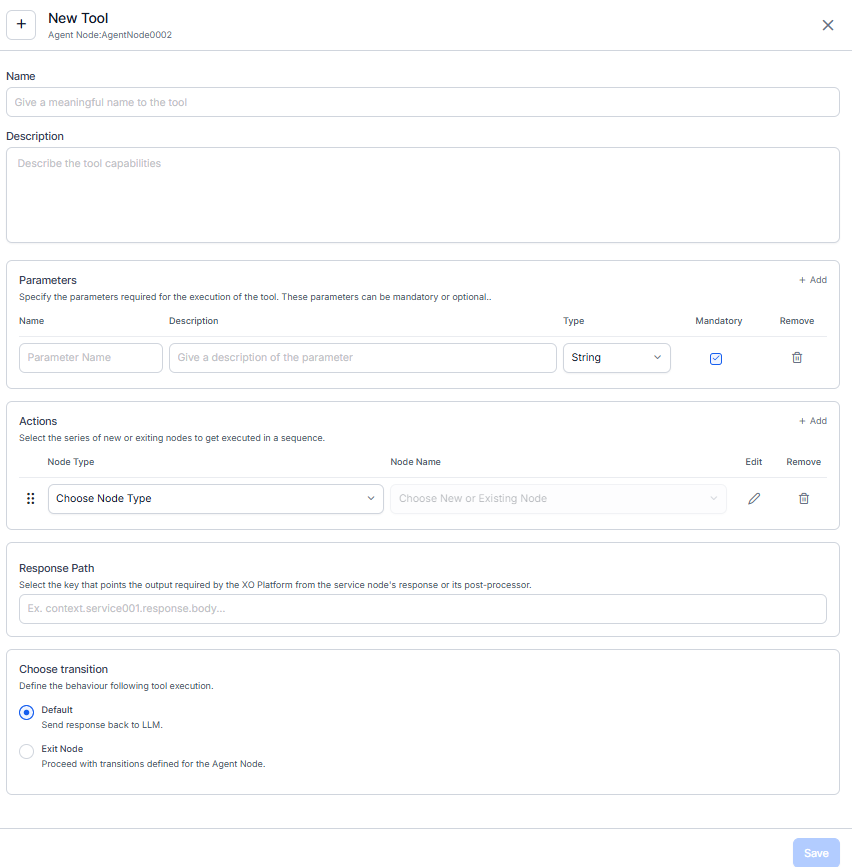 New Tool
Agent Node:AgentNode0002
Name
Give a meaningful name to the tool
Description
Describe the tool capabilities
Parameters
+ Add
Specify the parameters required for the execution of the tool. These parameters can be mandatory or optional..
Name Description Type Mandatory Remove
Parameter Name Give a description of the parameter String
Actions
+ Add
Select the series of new or exiting nodes to get executed in a sequence.
Node Type Node Name Edit Remove
Choose Node Type Choose New or Existing Node
Response Path
Select the key that points the output required by the XO Platform from the service node's response or its post-processor.
Ex. context.service001.response.body...
Choose transition
Define the behaviour following tool execution.
Default
Send response back to LLM.
Exit Node
Proceed with transitions defined for the Agent Node.
Save